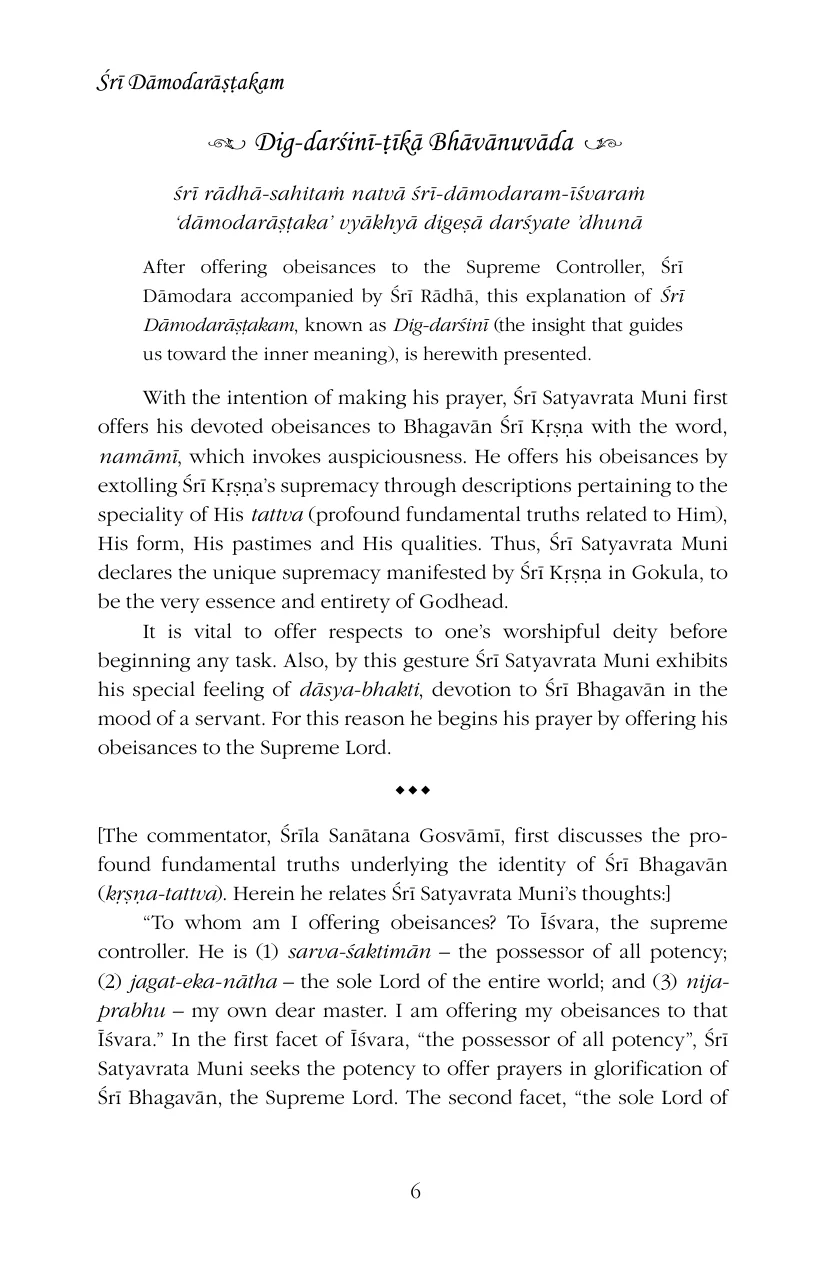 Śrī Dāmodarāṣṭakam
Dig-darśinī-ṭīkā Bhāvānuvāda
śrī rādhā-sahitaṁ natvā śrī-dāmodaram-īśvaraṁ
‘dāmodarāṣṭaka’ vyākhyā digeṣā darśyate ’dhunā
After offering obeisances to the Supreme Controller, Śrī
Dāmodara accompanied by Śrī Rādhā, this explanation of Śrī
Dāmodarāṣṭakam, known as Dig-darśinī (the insight that guides
us toward the inner meaning), is herewith presented.
With the intention of making his prayer, Śrī Satyavrata Muni first
offers his devoted obeisances to Bhagavān Śrī Kṛṣṇa with the word,
namāmī, which invokes auspiciousness. He offers his obeisances by
extolling Śrī Kṛṣṇa’s supremacy through descriptions pertaining to the
speciality of His tattva (profound fundamental truths related to Him),
His form, His pastimes and His qualities. Thus, Śrī Satyavrata Muni
declares the unique supremacy manifested by Śrī Kṛṣṇa in Gokula, to
be the very essence and entirety of Godhead.
It is vital to offer respects to one’s worshipful deity before
beginning any task. Also, by this gesture Śrī Satyavrata Muni exhibits
his special feeling of dāsya-bhakti, devotion to Śrī Bhagavān in the
mood of a servant. For this reason he begins his prayer by offering his
obeisances to the Supreme Lord.
[The commentator, Śrīla Sanātana Gosvāmī, first discusses the pro-
found fundamental truths underlying the identity of Śrī Bhagavān
(kṛṣṇa-tattva). Herein he relates Śrī Satyavrata Muni’s thoughts:]
“To whom am I offering obeisances? To Īśvara, the supreme
controller. He is (1) sarva-śaktimān – the possessor of all potency;
(2) jagat-eka-nātha – the sole Lord of the entire world; and (3) nija-
prabhu – my own dear master. I am offering my obeisances to that
Īśvara.” In the first facet of Īśvara, “the possessor of all potency”, Śrī
Satyavrata Muni seeks the potency to offer prayers in glorification of
Śrī Bhagavān, the Supreme Lord. The second facet, “the sole Lord of
6